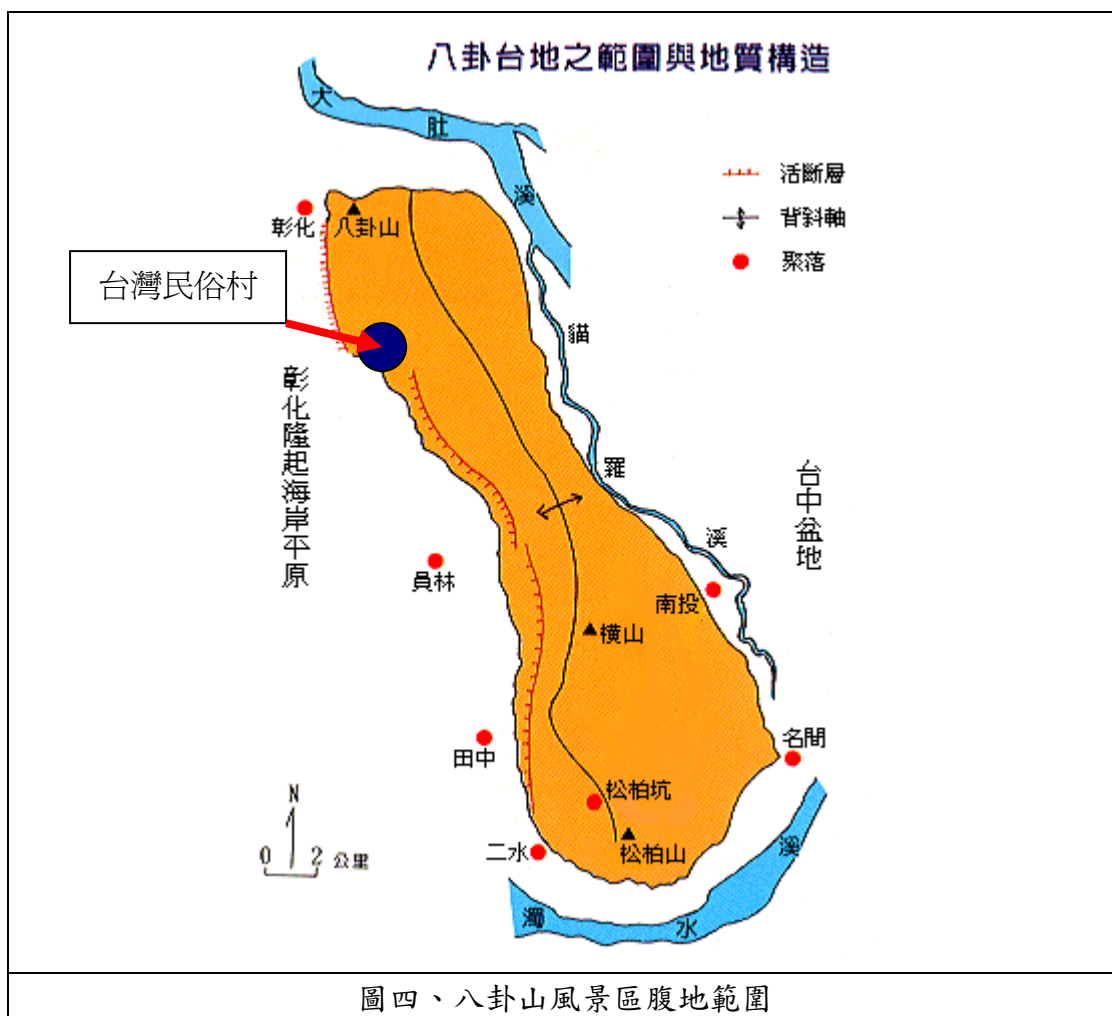 八卦台地之範圍與地質構造
大肚溪
活斷層
背斜軸
聚落
彰化
八卦山
台灣民俗村
貓羅溪
彰化隆起海岸平原
台中盆地
員林
南投
橫山
田中
名間
松柏坑
松柏山
二水
N
0 2 公里
濁水溪
圖四、八卦山風景區腹地範圍